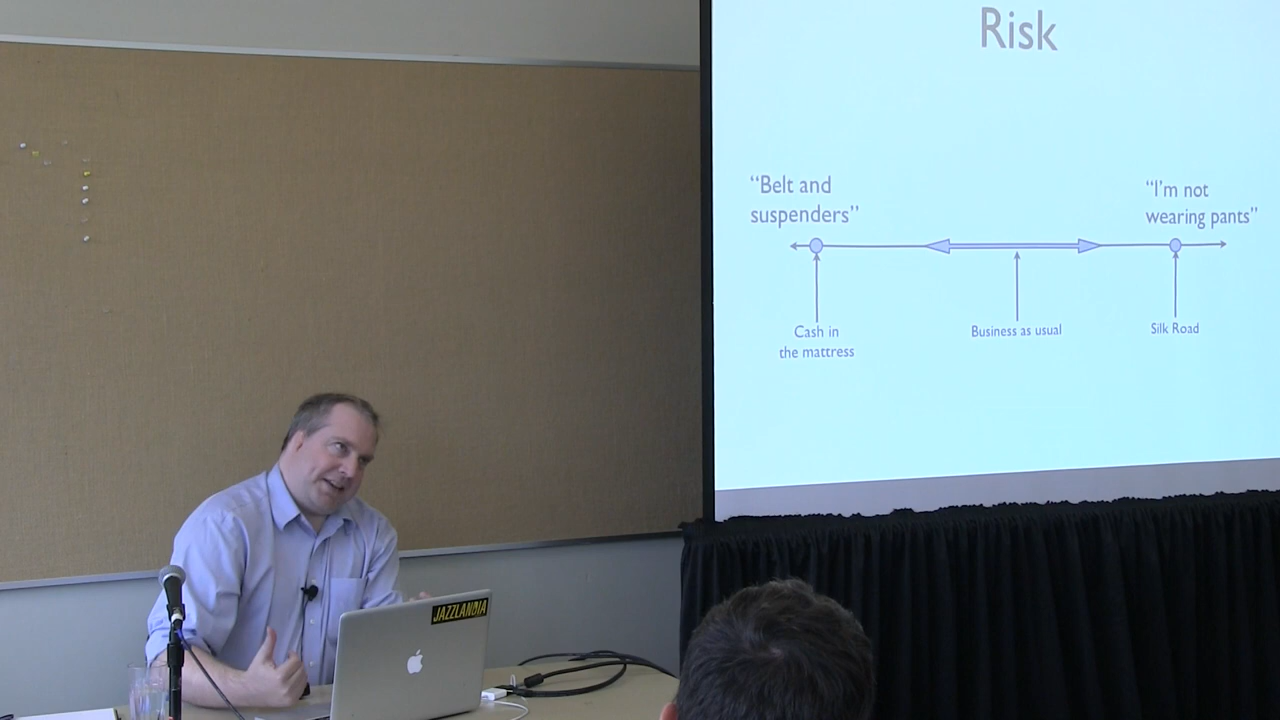 Risk
“Belt and
suspenders”
“I’m not
wearing pants”
Cash in
the mattress
Business as usual
Silk Road
JAZZLANDIA